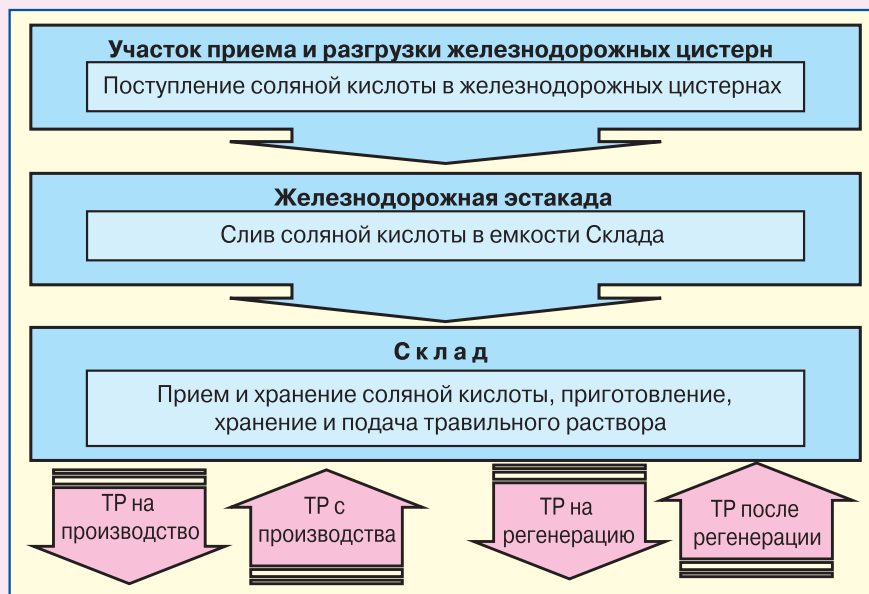 Участок приема и разгрузки железнодорожных цистерн
Поступление соляной кислоты в железнодорожных цистернах
Железнодорожная эстакада
Слив соляной кислоты в емкости Склада
Склад
Прием и хранение соляной кислоты, приготовление,
хранение и подача травильного раствора
ТР на
производство
ТР с
производства
ТР на
регенерацию
ТР после
регенерации